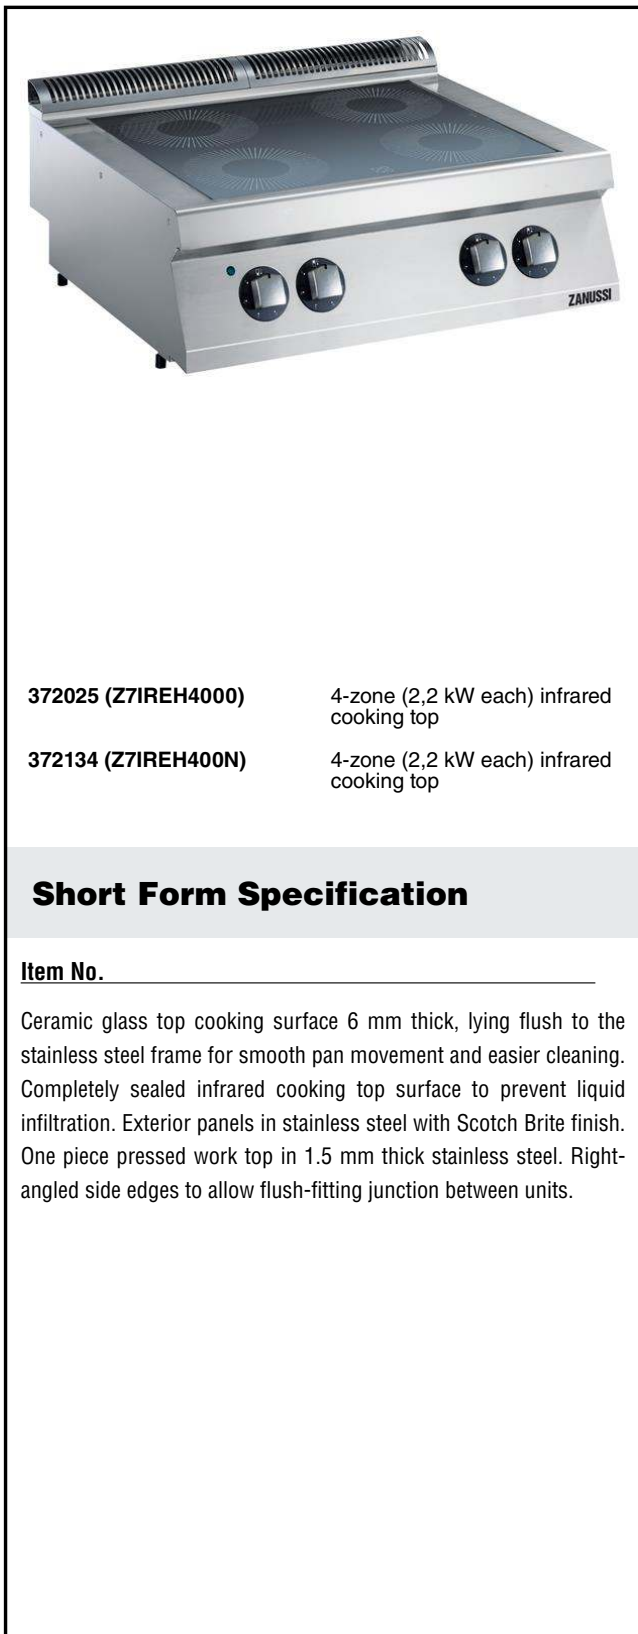 ZANUSSI
372025 (Z7IREH4000) 4-zone (2,2 kW each) infrared
cooking top
372134 (Z7IREH400N) 4-zone (2,2 kW each) infrared
cooking top
Short Form Specification
Item No.
Ceramic glass top cooking surface 6 mm thick, lying flush to the
stainless steel frame for smooth pan movement and easier cleaning.
Completely sealed infrared cooking top surface to prevent liquid
infiltration. Exterior panels in stainless steel with Scotch Brite finish.
One piece pressed work top in 1.5 mm thick stainless steel. Right-
angled side edges to allow flush-fitting junction between units.